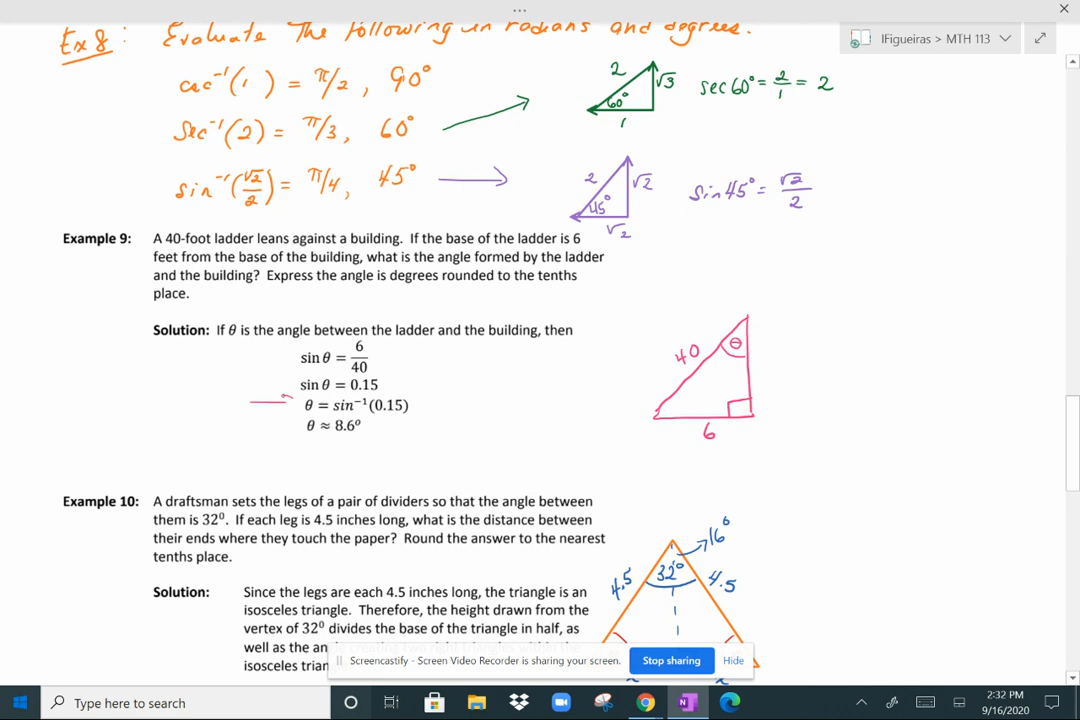 ...
IFigueiras > MTH 113
Ex 8: Evaluate The following in radians and degrees.
csc⁻¹(1) = π/2, 90°
sec⁻¹(2) = π/3, 60°
2 √3 60° 1
sec 60° = 2/1 = 2
sin⁻¹(√2/2) = π/4, 45°
2 √2 45° √2
sin 45° = √2/2
Example 9: A 40-foot ladder leans against a building. If the base of the ladder is 6
feet from the base of the building, what is the angle formed by the ladder
and the building? Express the angle is degrees rounded to the tenths
place.
Solution: If θ is the angle between the ladder and the building, then
sin θ = 6/40
sin θ = 0.15
θ = sin⁻¹(0.15)
θ ≈ 8.6°
40 θ
6
Example 10: A draftsman sets the legs of a pair of dividers so that the angle between
them is 32⁰. If each leg is 4.5 inches long, what is the distance between
their ends where they touch the paper? Round the answer to the nearest
tenths place.
16°
4.5 32° 4.5
Solution: Since the legs are each 4.5 inches long, the triangle is an
isosceles triangle. Therefore, the height drawn from the
vertex of 32⁰ divides the base of the triangle in half, as
well as the
isosceles
Screencastify - Screen Video Recorder is sharing your screen. Stop sharing Hide
Type here to search
2:32 PM
9/16/2020